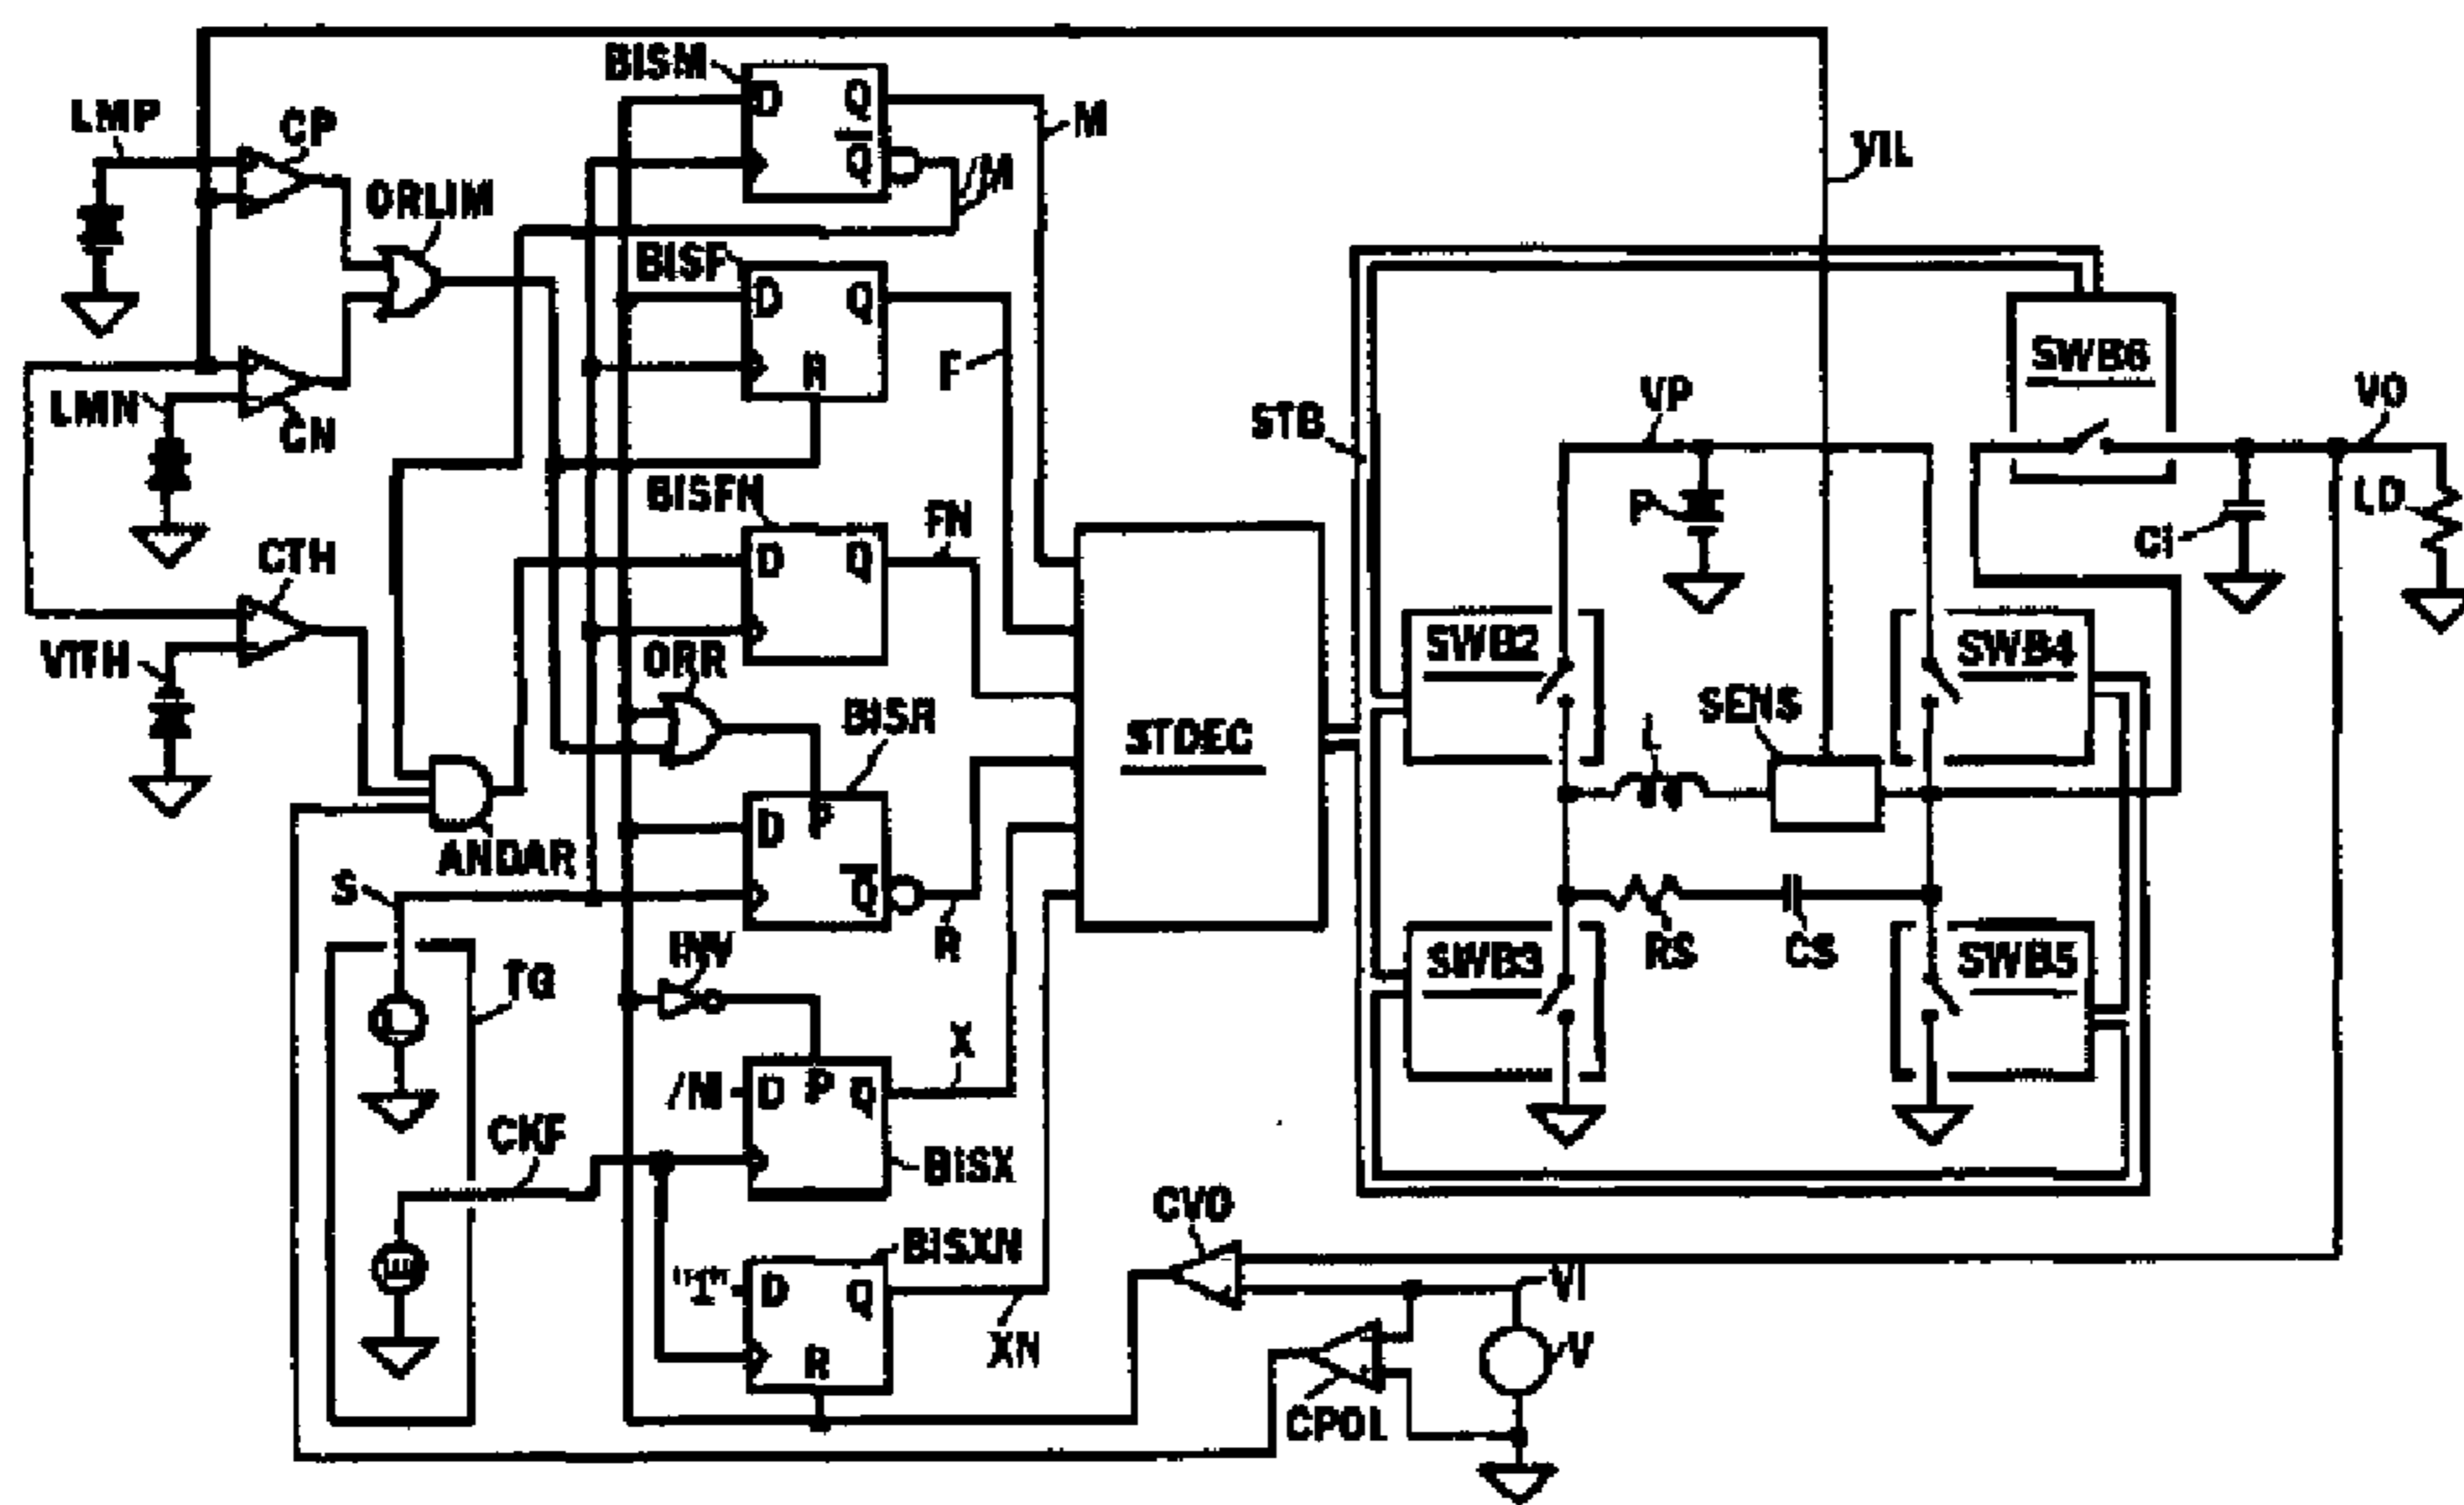 BISM
D
Q
M
LMP
CP
ORLIM
Q
/M
VIL
BISF
D
Q
R
F
SWB6
LMN
CN
STB
VP
VO
BISFN
FN
P
LD
CTH
D
Q
CI
VTFH
ORR
SWB2
SWB4
BISR
STDEC
L
SENS
D
P
ANDAR
S
Q
R
INV
SWB3
RS
CS
SWB5
TG
X
/M
D
P
Q
CKF
BISX
CVO
BISXN
"1"
D
Q
VI
R
XN
V
CPOL